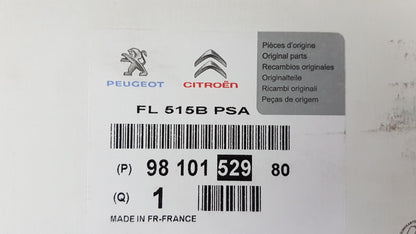 PEUGEOT CITROËN
Pièces d'origine
Original parts
Recambios originales
Originalteile
Ricambi originali
Peças de origem
FL 515B PSA
(P) 98 101 529 80
(Q) 1
MADE IN FR-FRANCE